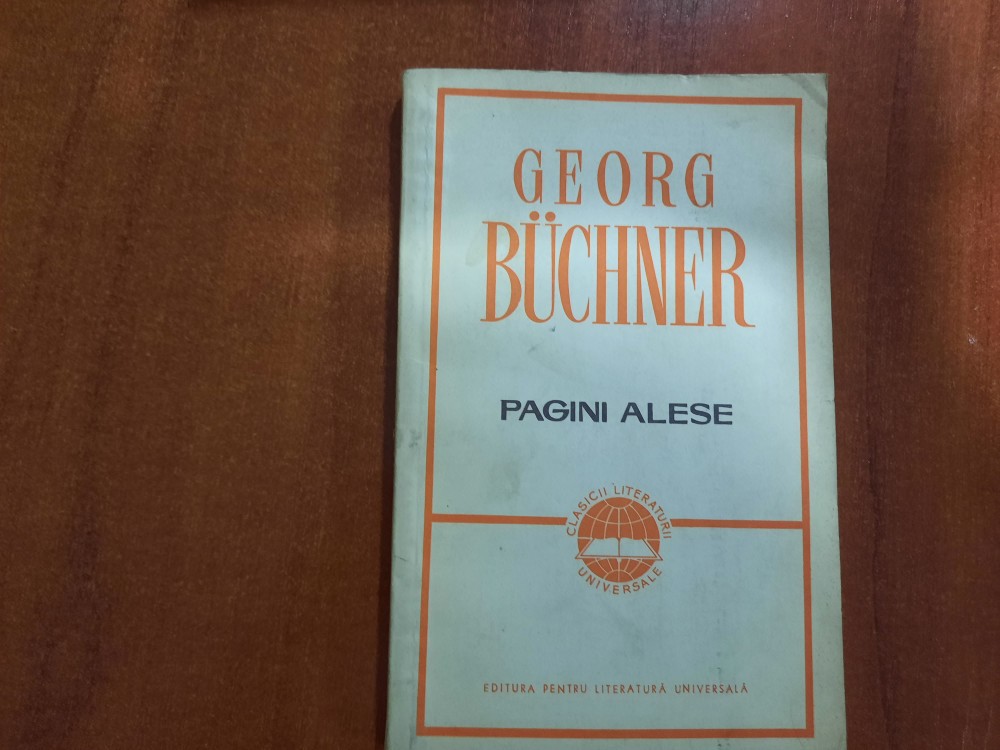 GEORG
BÜCHNER
PAGINI ALESE
CLASICII LITERATURII
UNIVERSALE
EDITURA PENTRU LITERATURĂ UNIVERSALĂ